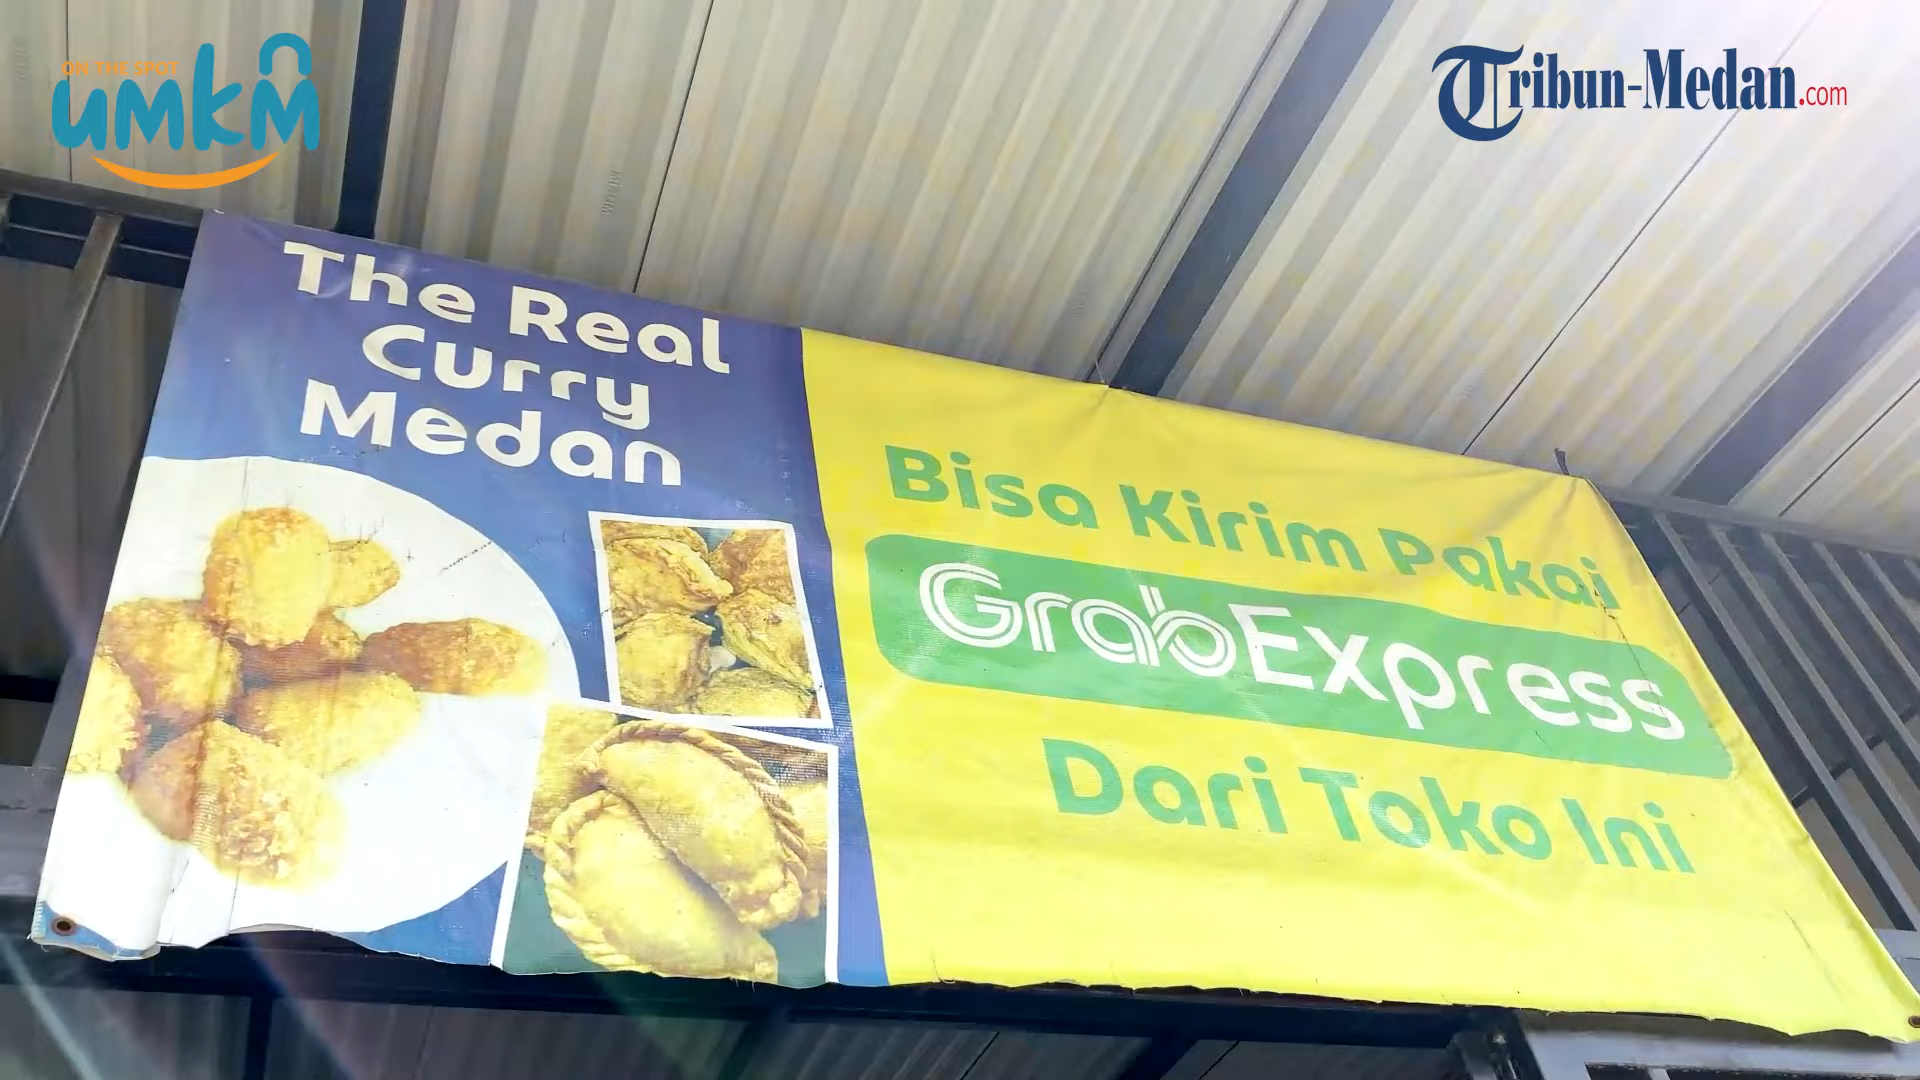 ON THE SPOT
umkm
Tribun-Medan.com
The Real
Curry
Medan
Bisa Kirim Pakai
GrabExpress
Dari Toko Ini